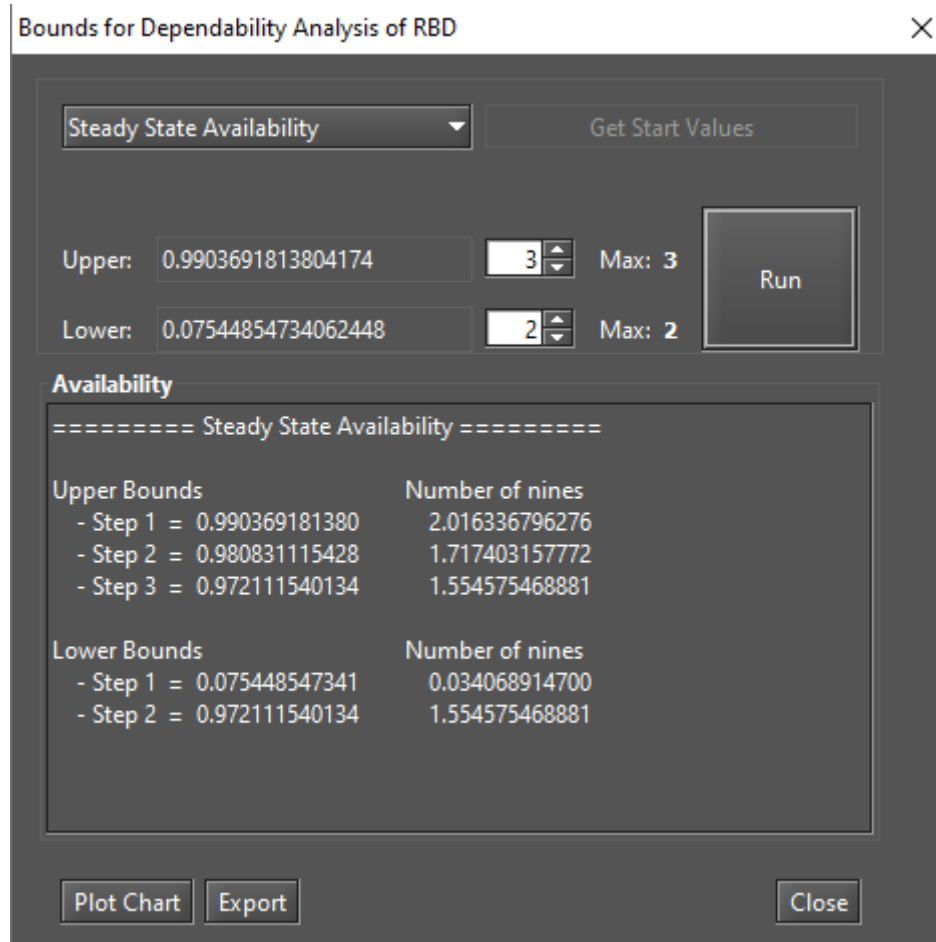 Bounds for Dependability Analysis of RBD
Steady State Availability Get Start Values
Upper: 0.9903691813804174 3 Max: 3
Run
Lower: 0.07544854734062448 2 Max: 2
Availability
========= Steady State Availability =========
Upper Bounds Number of nines
- Step 1 = 0.990369181380 2.016336796276
- Step 2 = 0.980831115428 1.717403157772
- Step 3 = 0.972111540134 1.554575468881
Lower Bounds Number of nines
- Step 1 = 0.075448547341 0.034068914700
- Step 2 = 0.972111540134 1.554575468881
Plot Chart Export Close